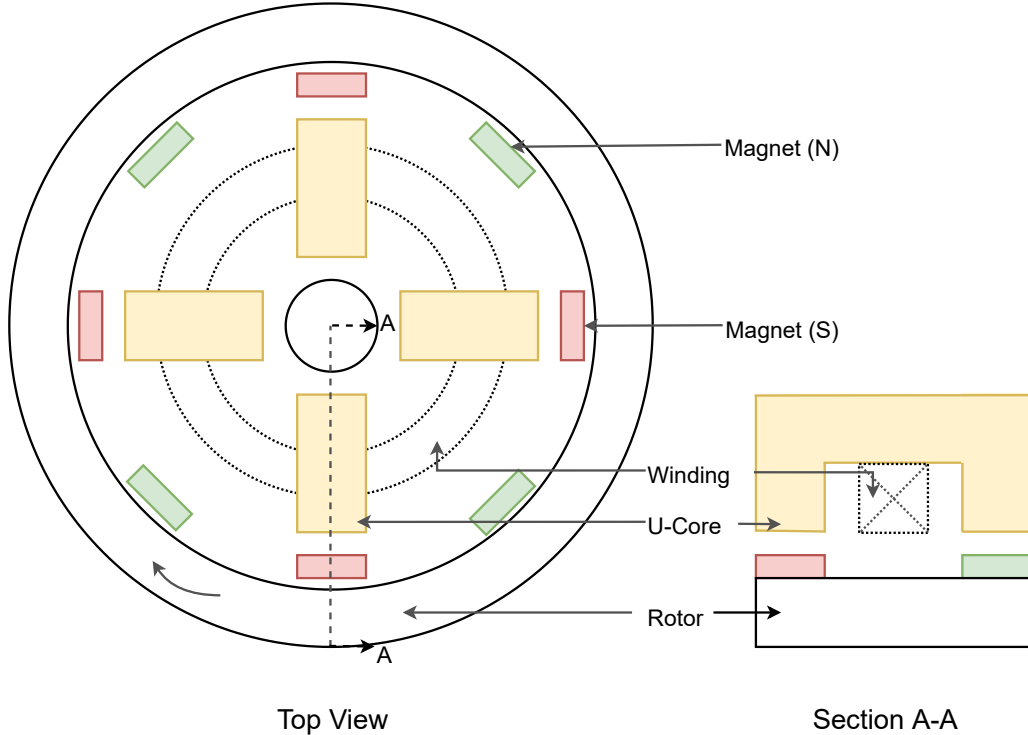 Magnet (N)
A
Magnet (S)
Winding
U-Core
Rotor
A
Top View
Section A-A